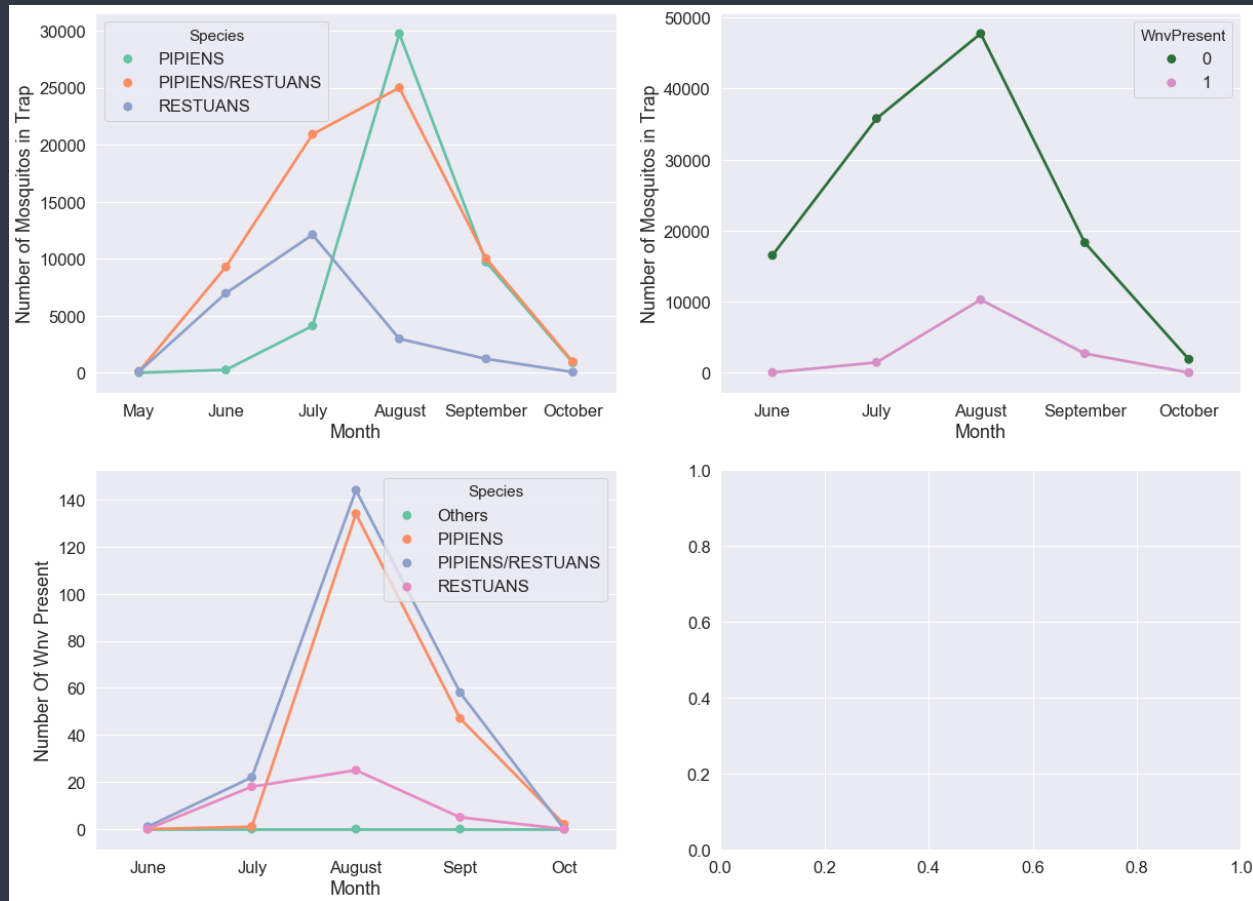 Species
PIPIENS
PIPIENS/RESTUANS
RESTUANS
30000
25000
20000
15000
10000
5000
0
Number of Mosquitos in Trap
May June July August September October
Month
WnvPresent
0
1
50000
40000
30000
20000
10000
0
Number of Mosquitos in Trap
June July August September October
Month
Species
Others
PIPIENS
PIPIENS/RESTUANS
RESTUANS
140
120
100
80
60
40
20
0
Number Of Wnv Present
June July August Sept Oct
Month
1.0
0.8
0.6
0.4
0.2
0.0
0.0 0.2 0.4 0.6 0.8 1.0